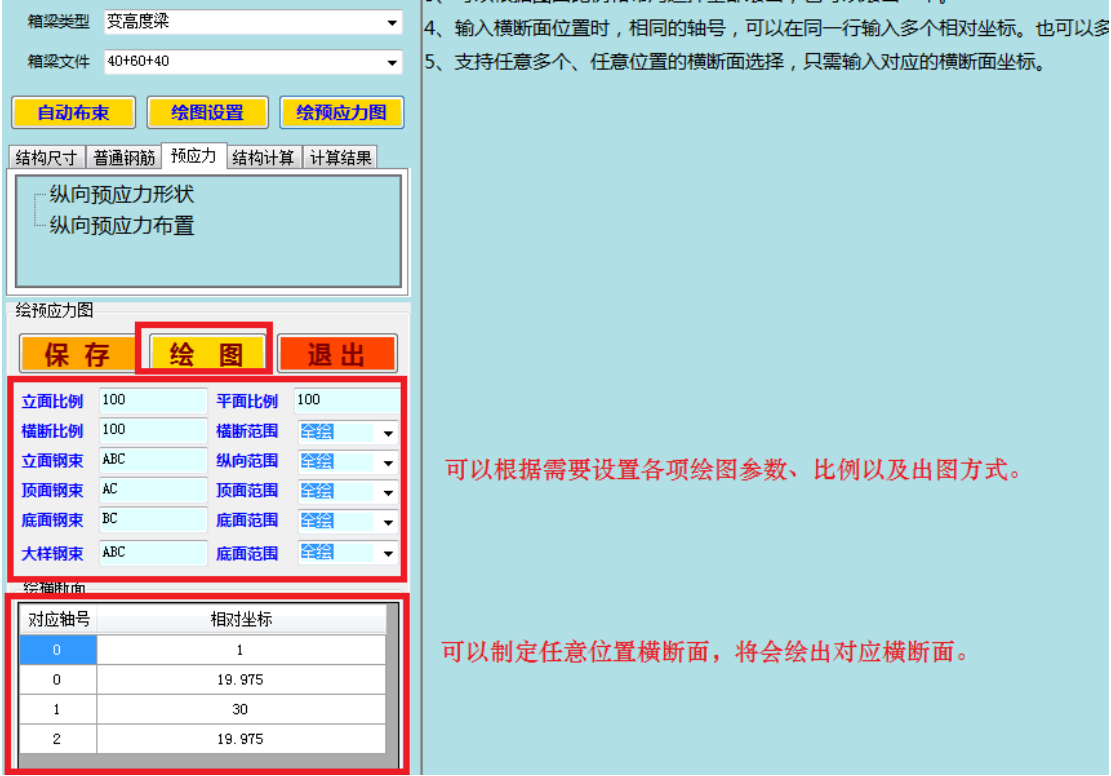 箱梁类型 变高度梁
箱梁文件 40+60+40
自动布束 绘图设置 绘预应力图
结构尺寸 普通钢筋 预应力 结构计算 计算结果
纵向预应力形状
纵向预应力布置
绘预应力图
保 存 绘 图 退 出
立面比例 100 平面比例 100
横断比例 100 横断范围 全绘
立面钢束 ABC 纵向范围 全绘
顶面钢束 AC 顶面范围 全绘
底面钢束 BC 底面范围 全绘
大样钢束 ABC 底面范围 全绘
绘横断面
对应轴号 相对坐标
0 1
0 19.975
1 30
2 19.975
4、输入横断面位置时，相同的轴号，可以在同一行输入多个相对坐标。也可以多
5、支持任意多个、任意位置的横断面选择，只需输入对应的横断面坐标。
可以根据需要设置各项绘图参数、比例以及出图方式。
可以制定任意位置横断面，将会绘出对应横断面。